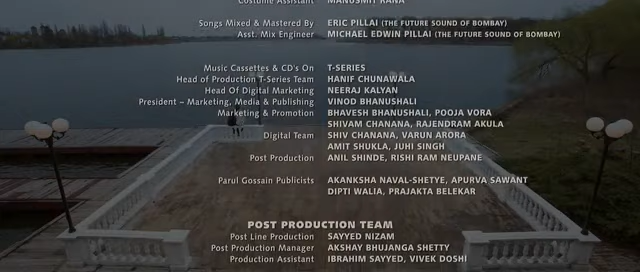 Costume Assistant MANUSMIT RANA
Songs Mixed & Mastered By ERIC PILLAI (THE FUTURE SOUND OF BOMBAY)
Asst. Mix Engineer MICHAEL EDWIN PILLAI (THE FUTURE SOUND OF BOMBAY)
Music Cassettes & CD's On T-SERIES
Head of Production T-Series Team HANIF CHUNAWALA
Head Of Digital Marketing NEERAJ KALYAN
President – Marketing, Media & Publishing VINOD BHANUSHALI
Marketing & Promotion BHAVESH BHANUSHALI, POOJA VORA
SHIVAM CHANANA, RAJENDRAM AKULA
Digital Team SHIV CHANANA, VARUN ARORA
AMIT SHUKLA, JUHI SINGH
Post Production ANIL SHINDE, RISHI RAM NEUPANE
Parul Gossain Publicists AKANKSHA NAVAL-SHETYE, APURVA SAWANT
DIPTI WALIA, PRAJAKTA BELEKAR
POST PRODUCTION TEAM
Post Line Production SAYYED NIZAM
Post Production Manager AKSHAY BHUJANGA SHETTY
Production Assistant IBRAHIM SAYYED, VIVEK DOSHI